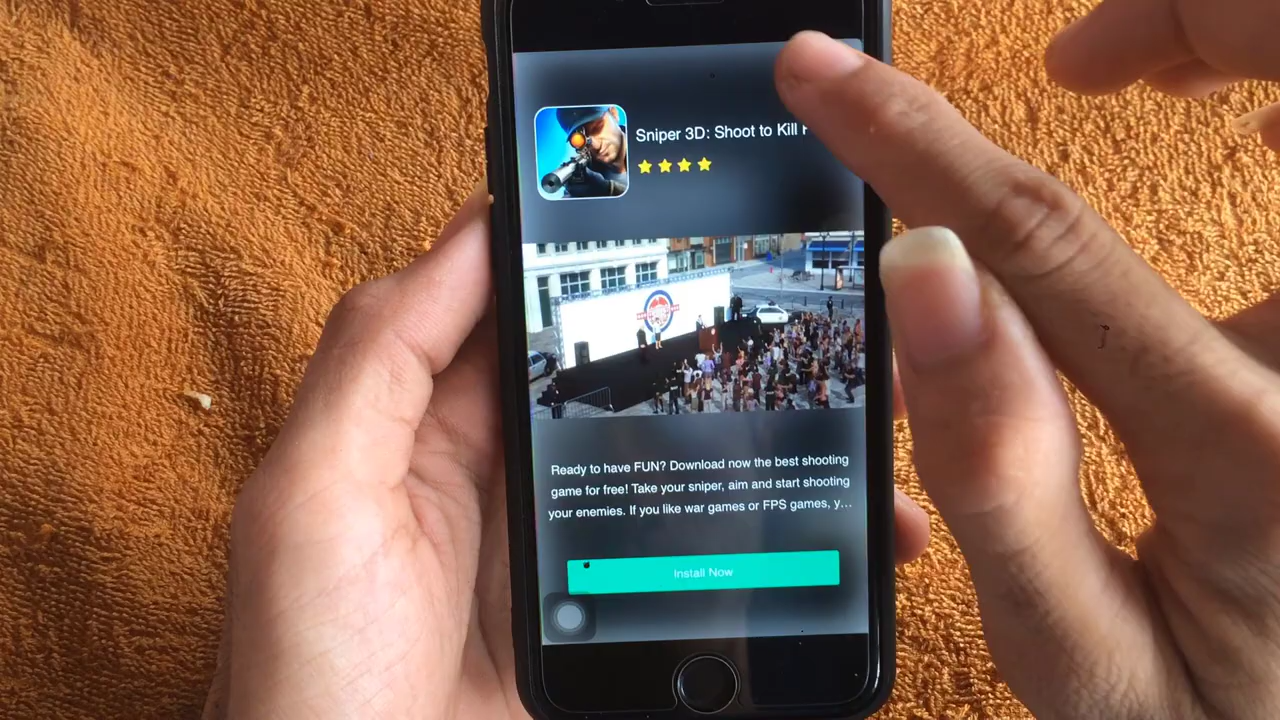 Sniper 3D: Shoot to Kill
Ready to have FUN? Download now the best shooting
game for free! Take your sniper, aim and start shooting
your enemies. If you like war games or FPS games, y...
Install Now